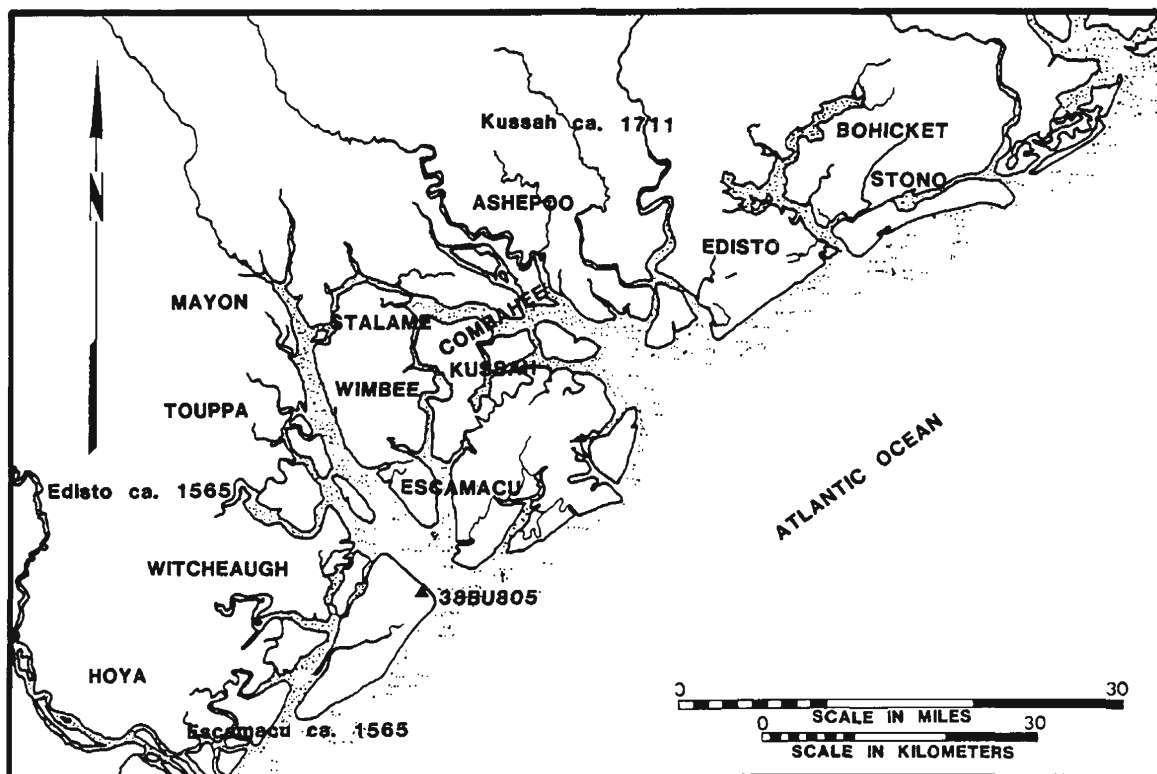 Kussah ca. 1711
BOHICKET
STONO
ASHEPOO
EDISTO
MAYON
STALAME
COMBAHEE
KUSSAH
WIMBEE
TOUPPA
ATLANTIC OCEAN
Edisto ca. 1565
ESCAMACU
WITCHEAUGH
38BU805
HOYA
Escamacu ca. 1565
N
0 30
SCALE IN MILES
0 30
SCALE IN KILOMETERS